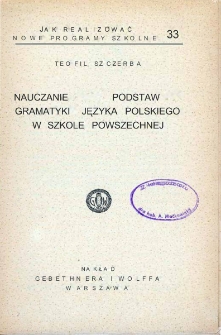 JAK REALIZOWAĆ
NOWE PROGRAMY SZKOLNE
33
TEOFIL SZCZERBA
NAUCZANIE PODSTAW
GRAMATYKI JĘZYKA POLSKIEGO
W SZKOLE POWSZECHNEJ
NAKŁAD
GEBETHNERA I WOLFFA
WARSZAWA